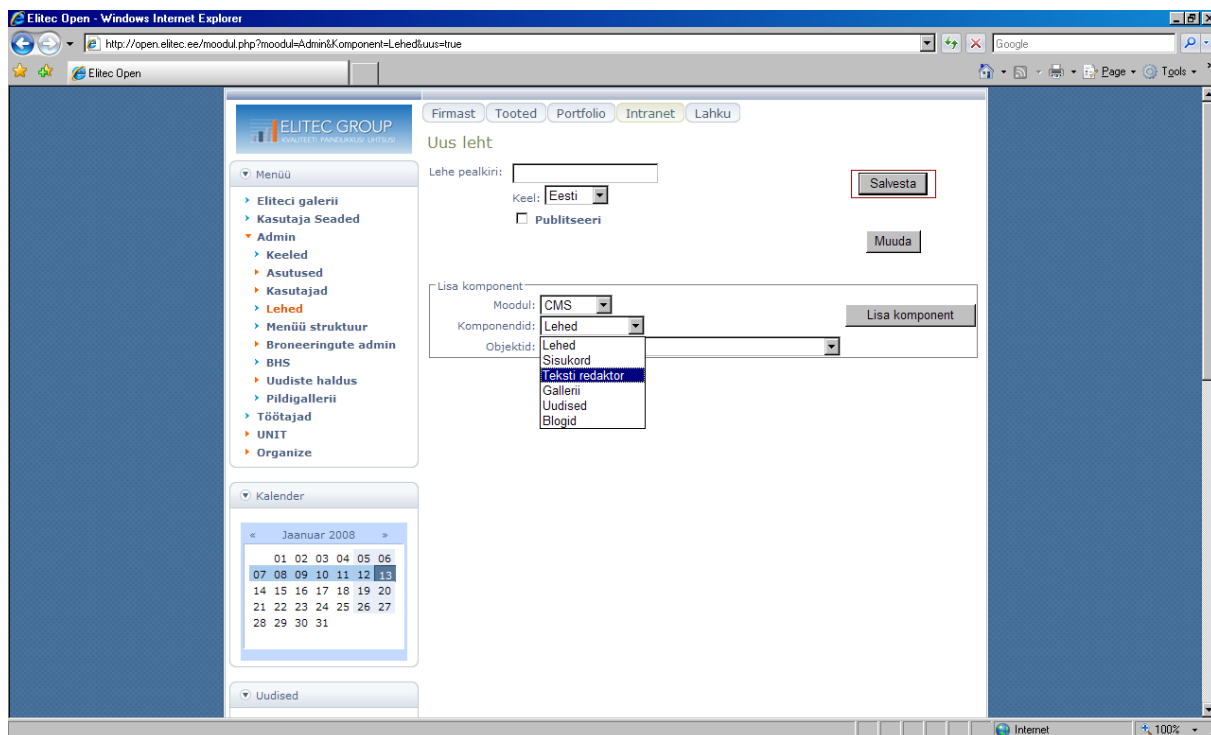 Elitec Open - Windows Internet Explorer
http://open.elitec.ee/moodul.php?moodul=Admin&Komponent=Lehed&uus=true
Google
Elitec Open
Page
Tools
ELITEC GROUP
Firmast Tooted Portfolio Intranet Lahku
Uus leht
Menüü
Eliteci galerii
Kasutaja Seaded
Admin
Keeled
Asutused
Kasutajad
Lehed
Menüü struktuur
Broneeringute admin
BHS
Uudiste haldus
Pildigallerii
Töötajad
UNIT
Organize
Lehe pealkiri:
Salvesta
Keel: Eesti
Publitseeri
Muuda
Lisa komponent
Moodul: CMS
Lisa komponent
Komponendid: Lehed
Objektid:
Lehed
Sisukord
Teksti redaktor
Gallerii
Uudised
Blogid
Kalender
« Jaanuar 2008 »
01 02 03 04 05 06
07 08 09 10 11 12 13
14 15 16 17 18 19 20
21 22 23 24 25 26 27
28 29 30 31
Uudised
Internet
100%